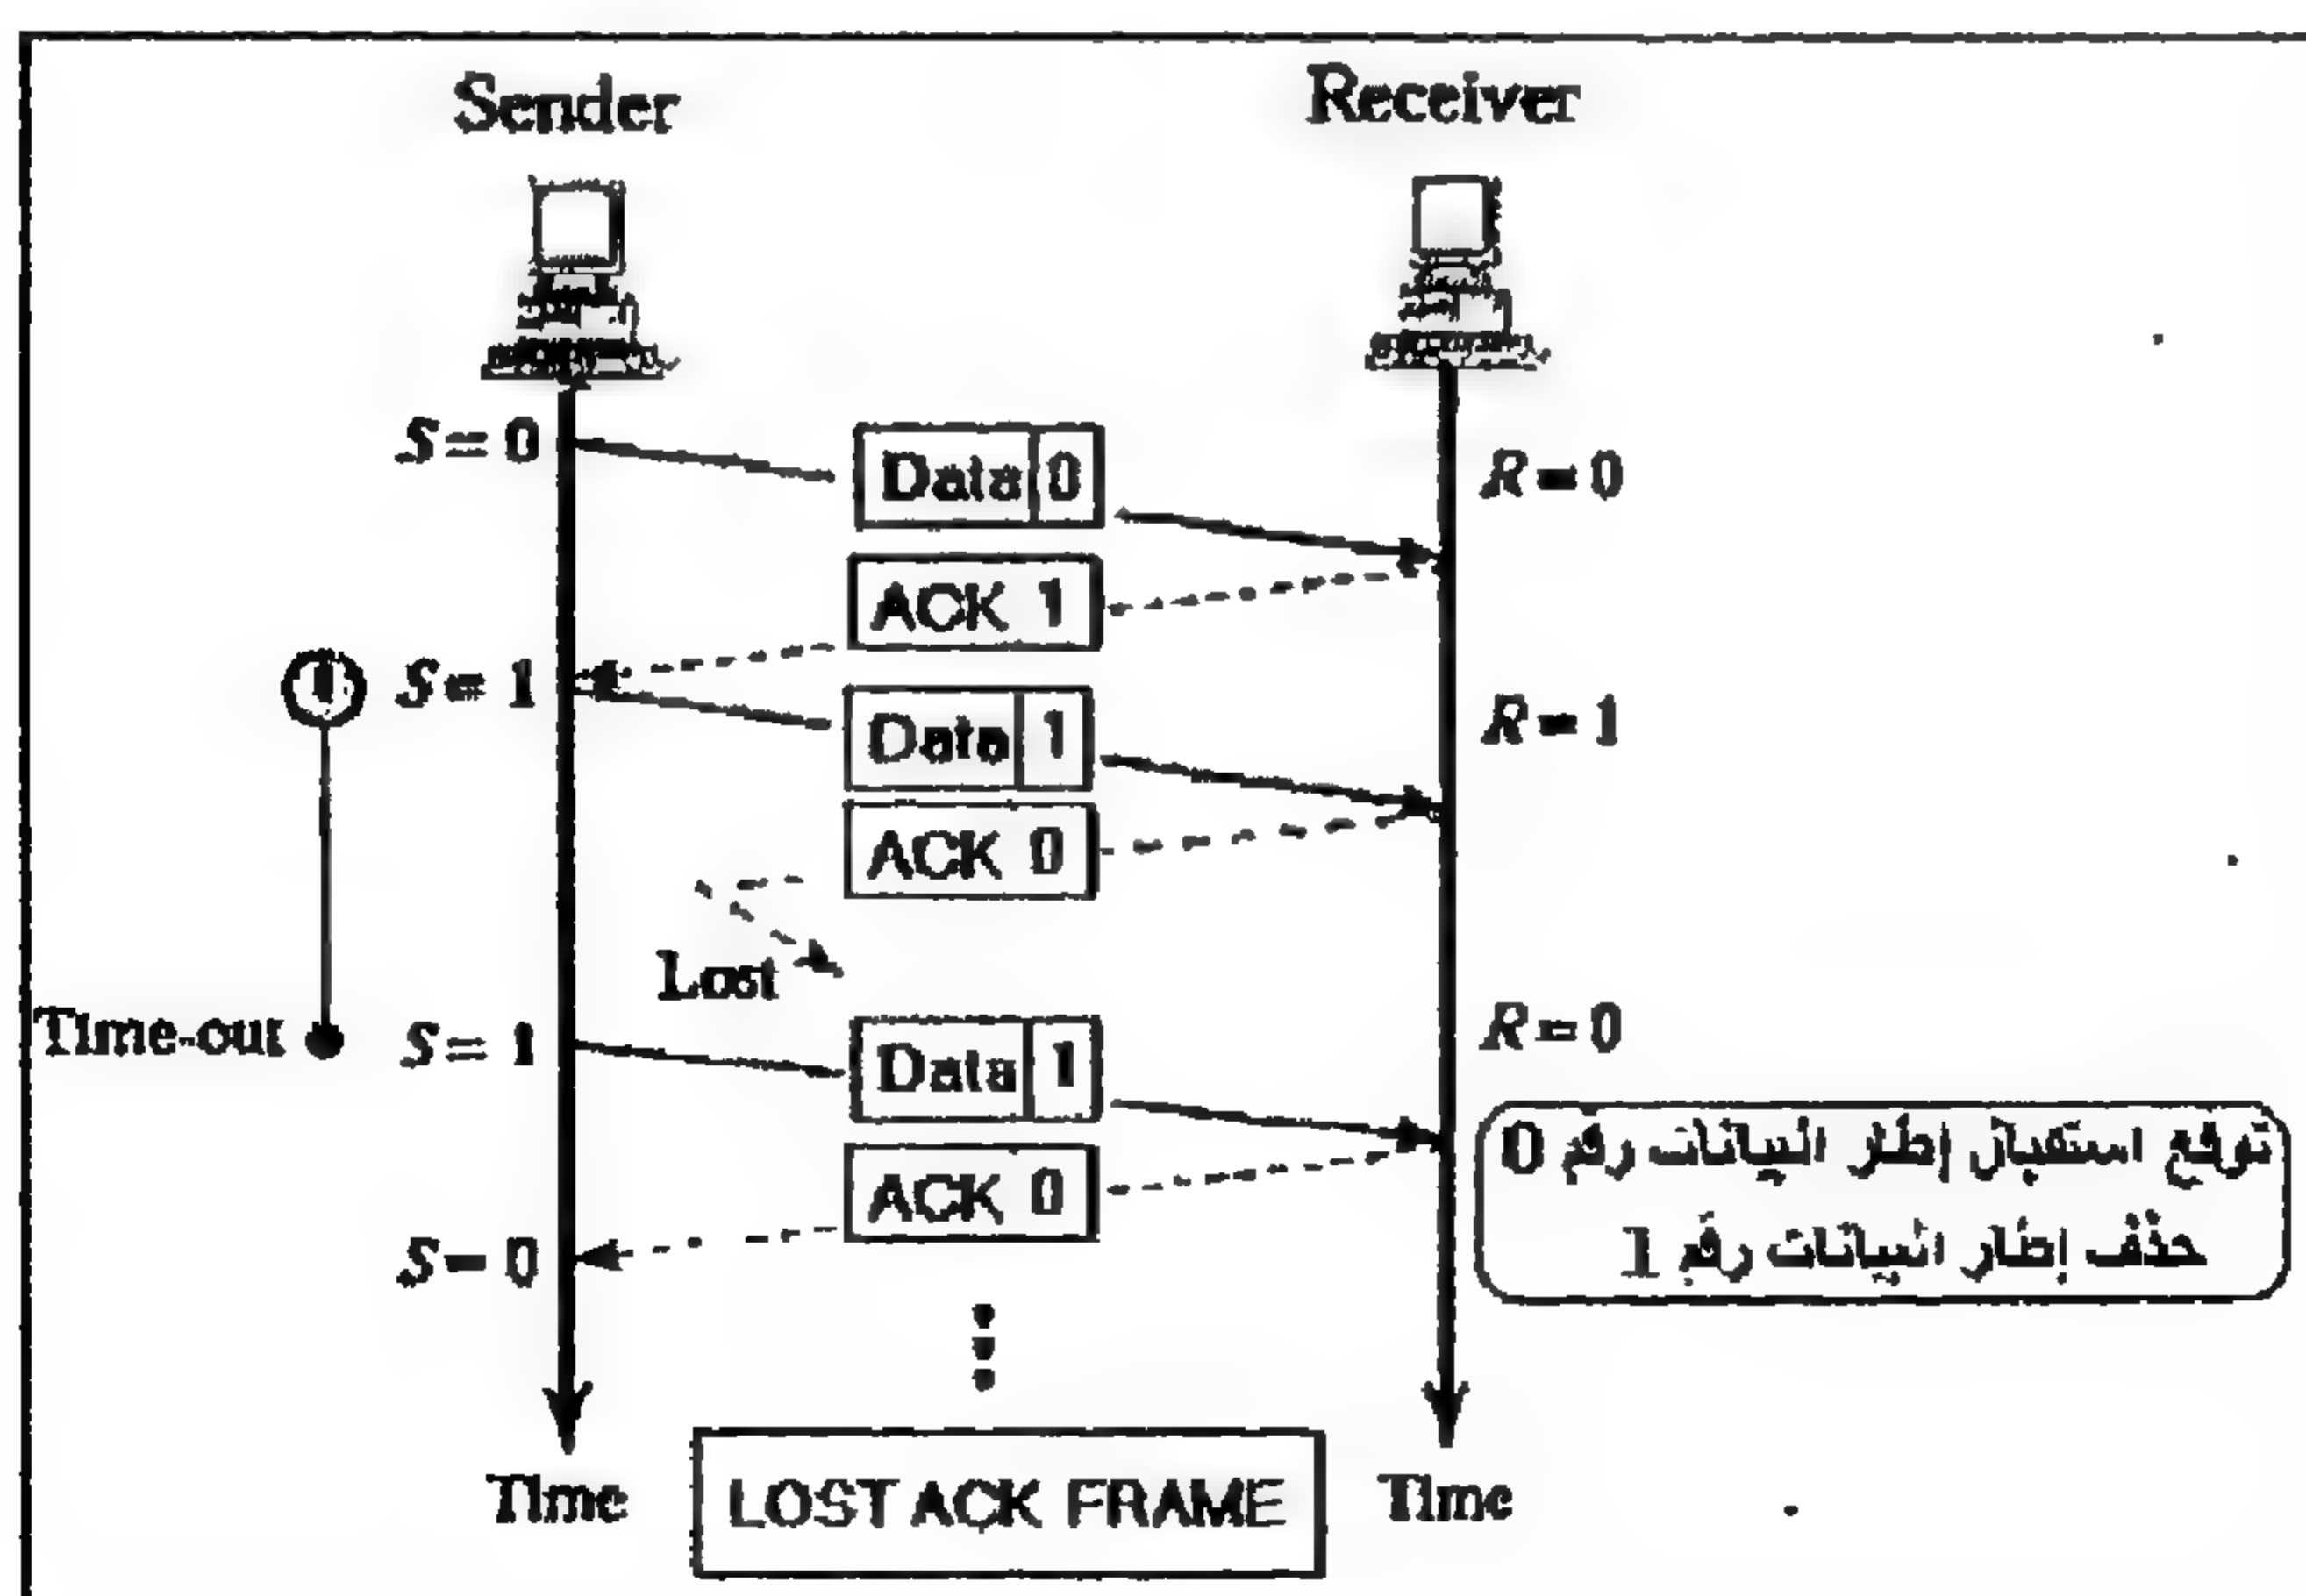 Sender
Receiver
S = 0
Data 0
R = 0
ACK 1
S = 1
Data 1
R = 1
ACK 0
Lost
Time-out
S = 1
Data 1
R = 0
توقع استقبال إطار البيانات رقم 0
حذف إطار البيانات رقم 1
ACK 0
S = 0
Time
LOST ACK FRAME
Time